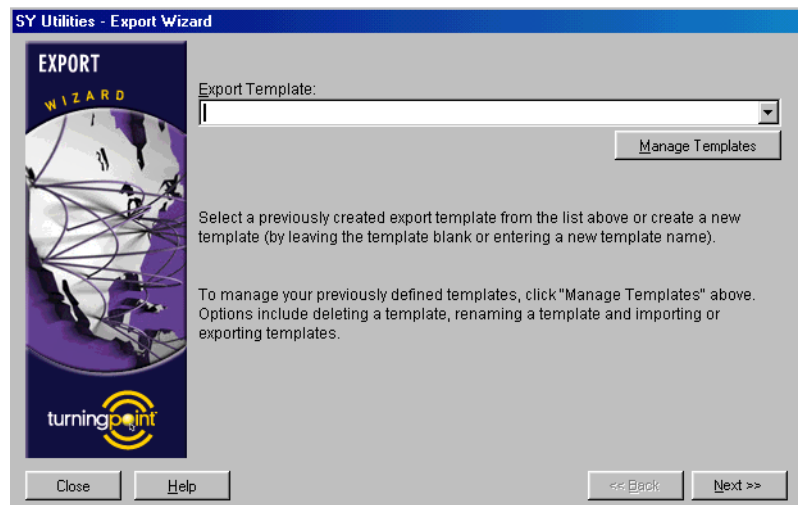 SY Utilities - Export Wizard
EXPORT
WIZARD
Export Template:
Manage Templates
Select a previously created export template from the list above or create a new
template (by leaving the template blank or entering a new template name).
To manage your previously defined templates, click "Manage Templates" above.
Options include deleting a template, renaming a template and importing or
exporting templates.
turningpoint
Close
Help
<< Back
Next >>